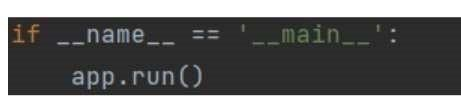 if __name__ == '__main__':
    app.run()